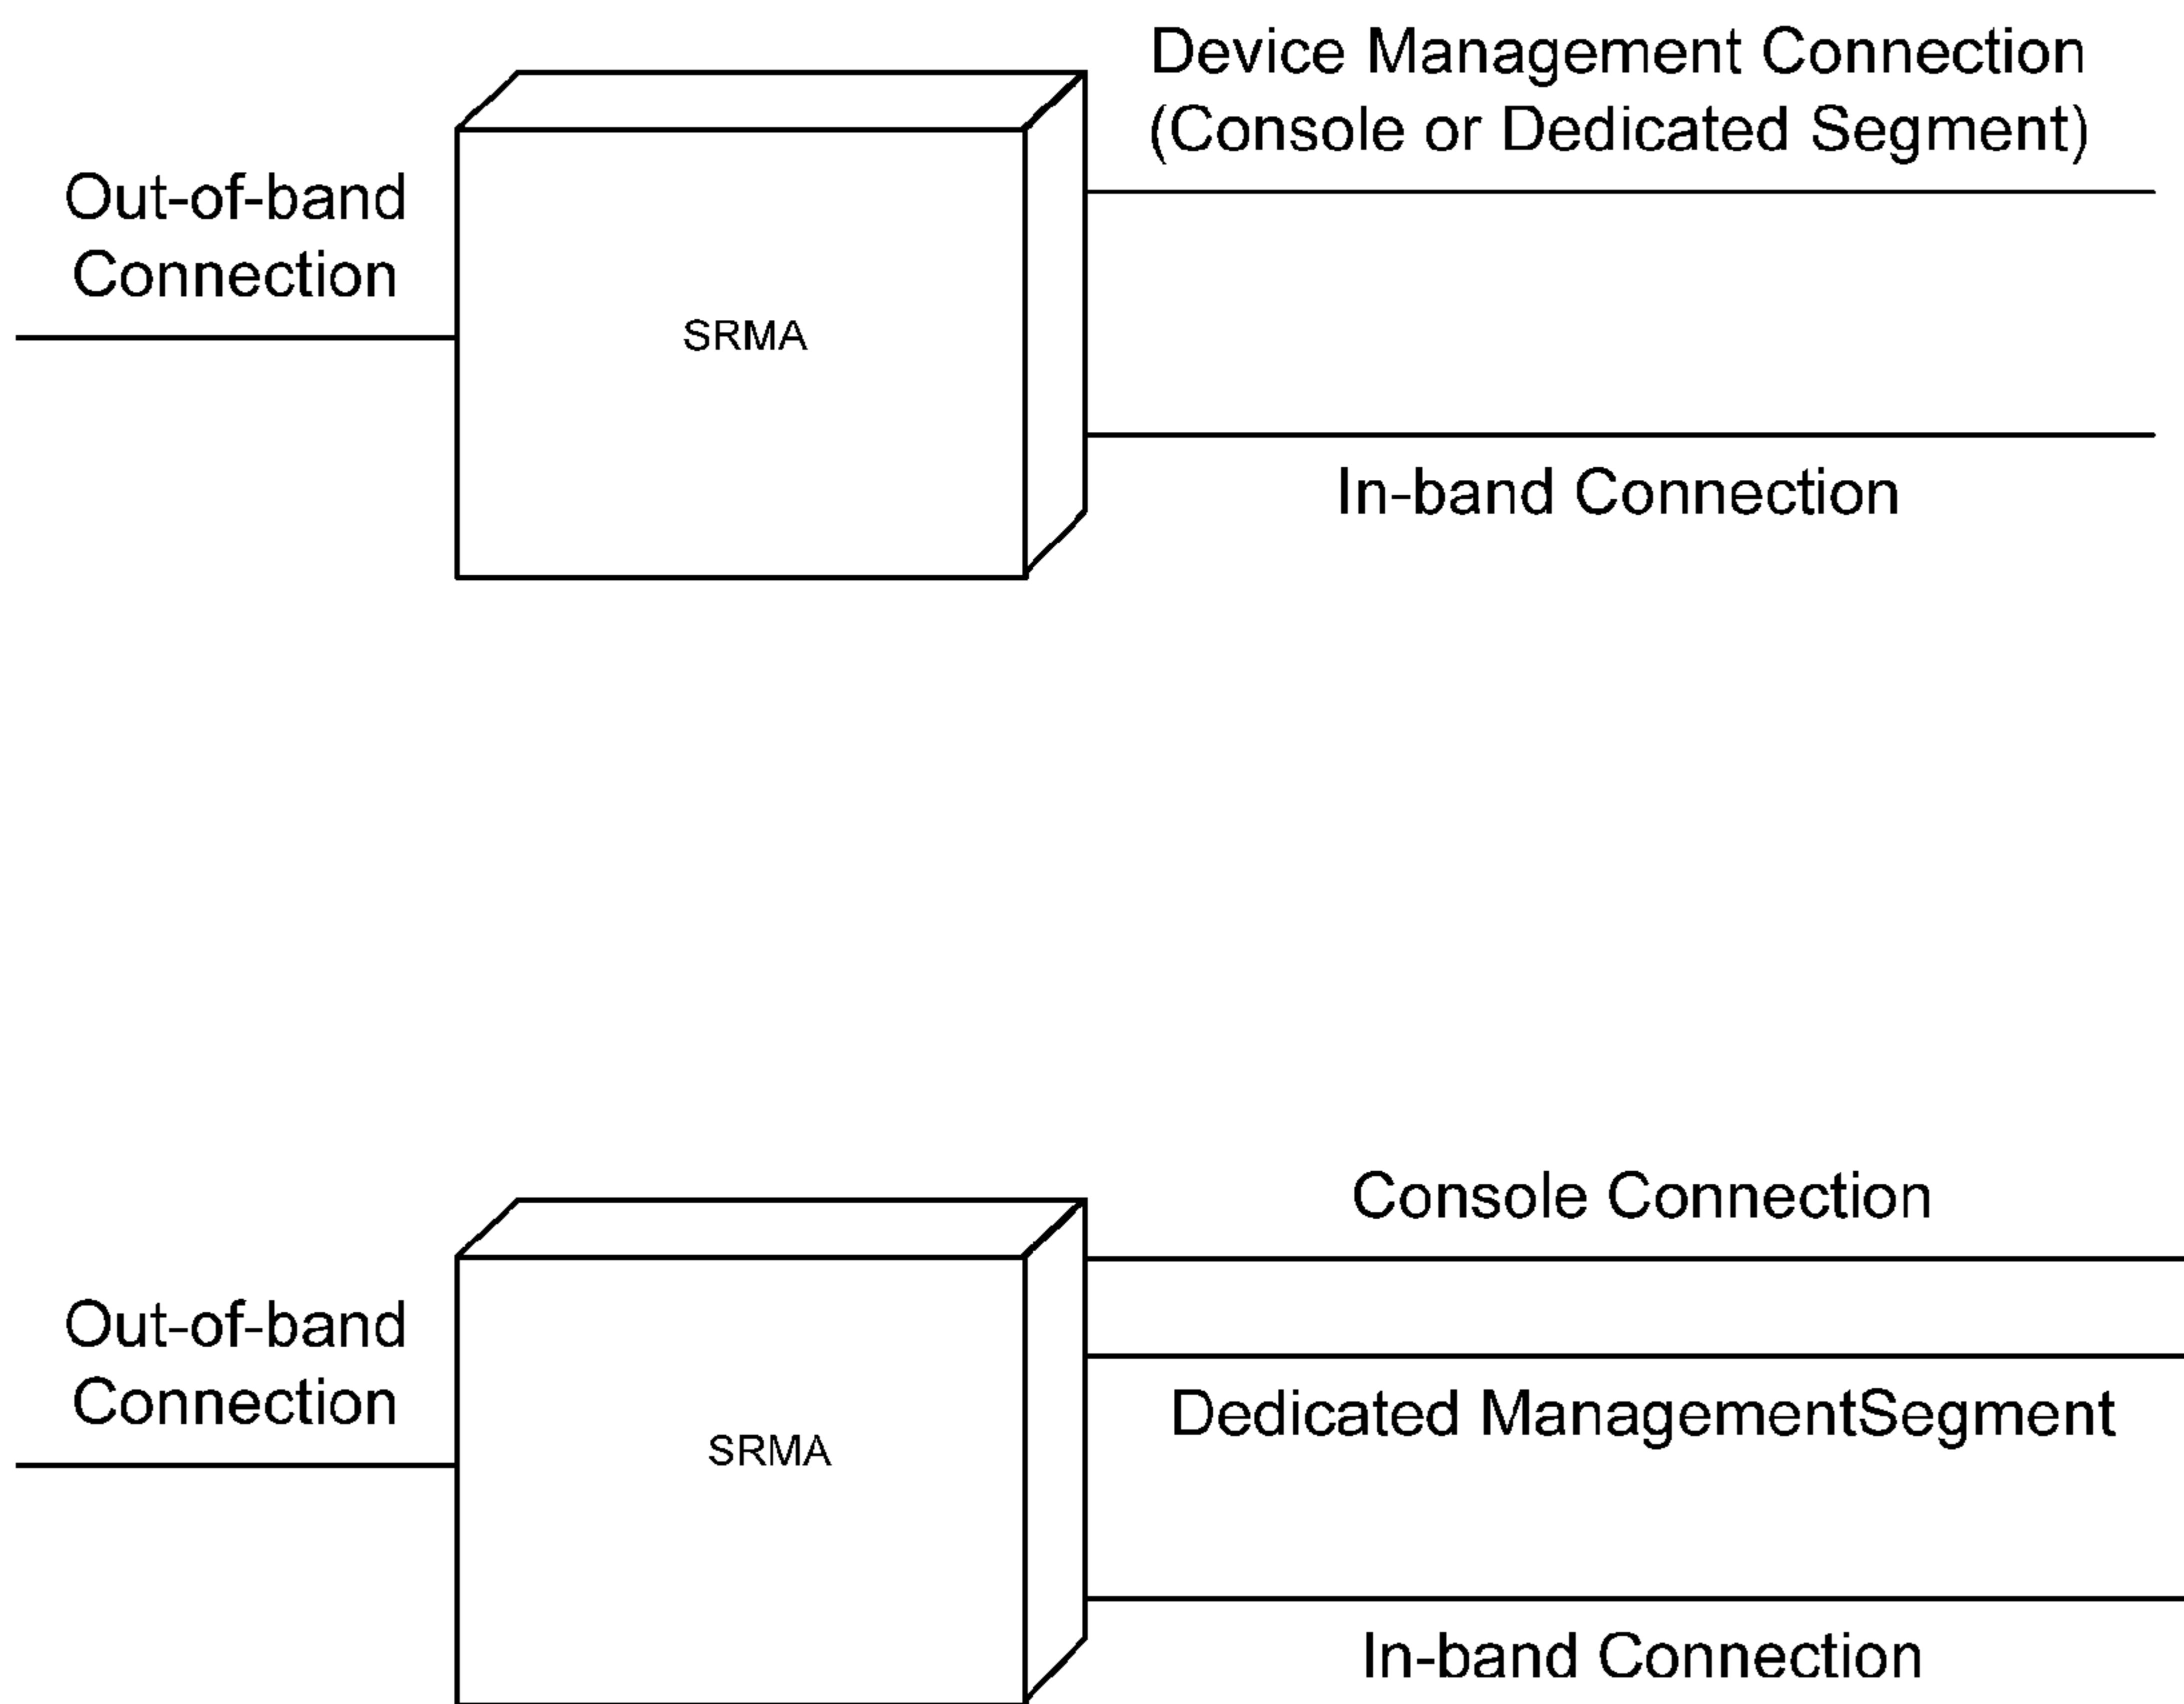 Device Management Connection
(Console or Dedicated Segment)
Out-of-band
Connection
SRMA
In-band Connection
Console Connection
Out-of-band
Connection
Dedicated ManagementSegment
SRMA
In-band Connection